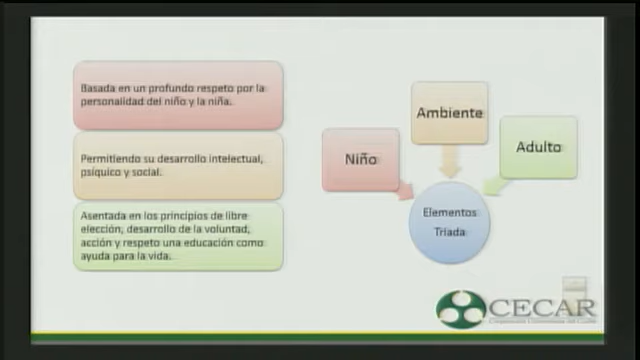 Basada en un profundo respeto por la
personalidad del niño y la niña.
Permitiendo su desarrollo intelectual,
psíquico y social.
Asentada en los principios de libre
elección, desarrollo de la voluntad,
acción y respeto una educación como
ayuda para la vida.
Niño
Ambiente
Adulto
Elementos
Triada
CECAR